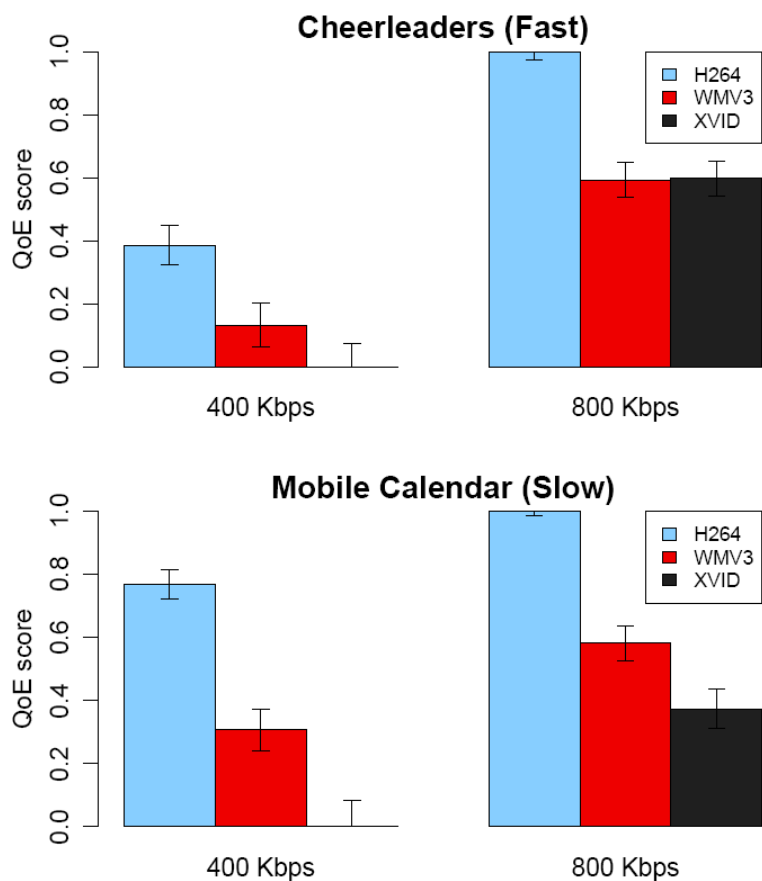 Cheerleaders (Fast)
QoE score
0.0 0.2 0.4 0.6 0.8 1.0
H264
WMV3
XVID
400 Kbps
800 Kbps
Mobile Calendar (Slow)
QoE score
0.0 0.2 0.4 0.6 0.8 1.0
H264
WMV3
XVID
400 Kbps
800 Kbps